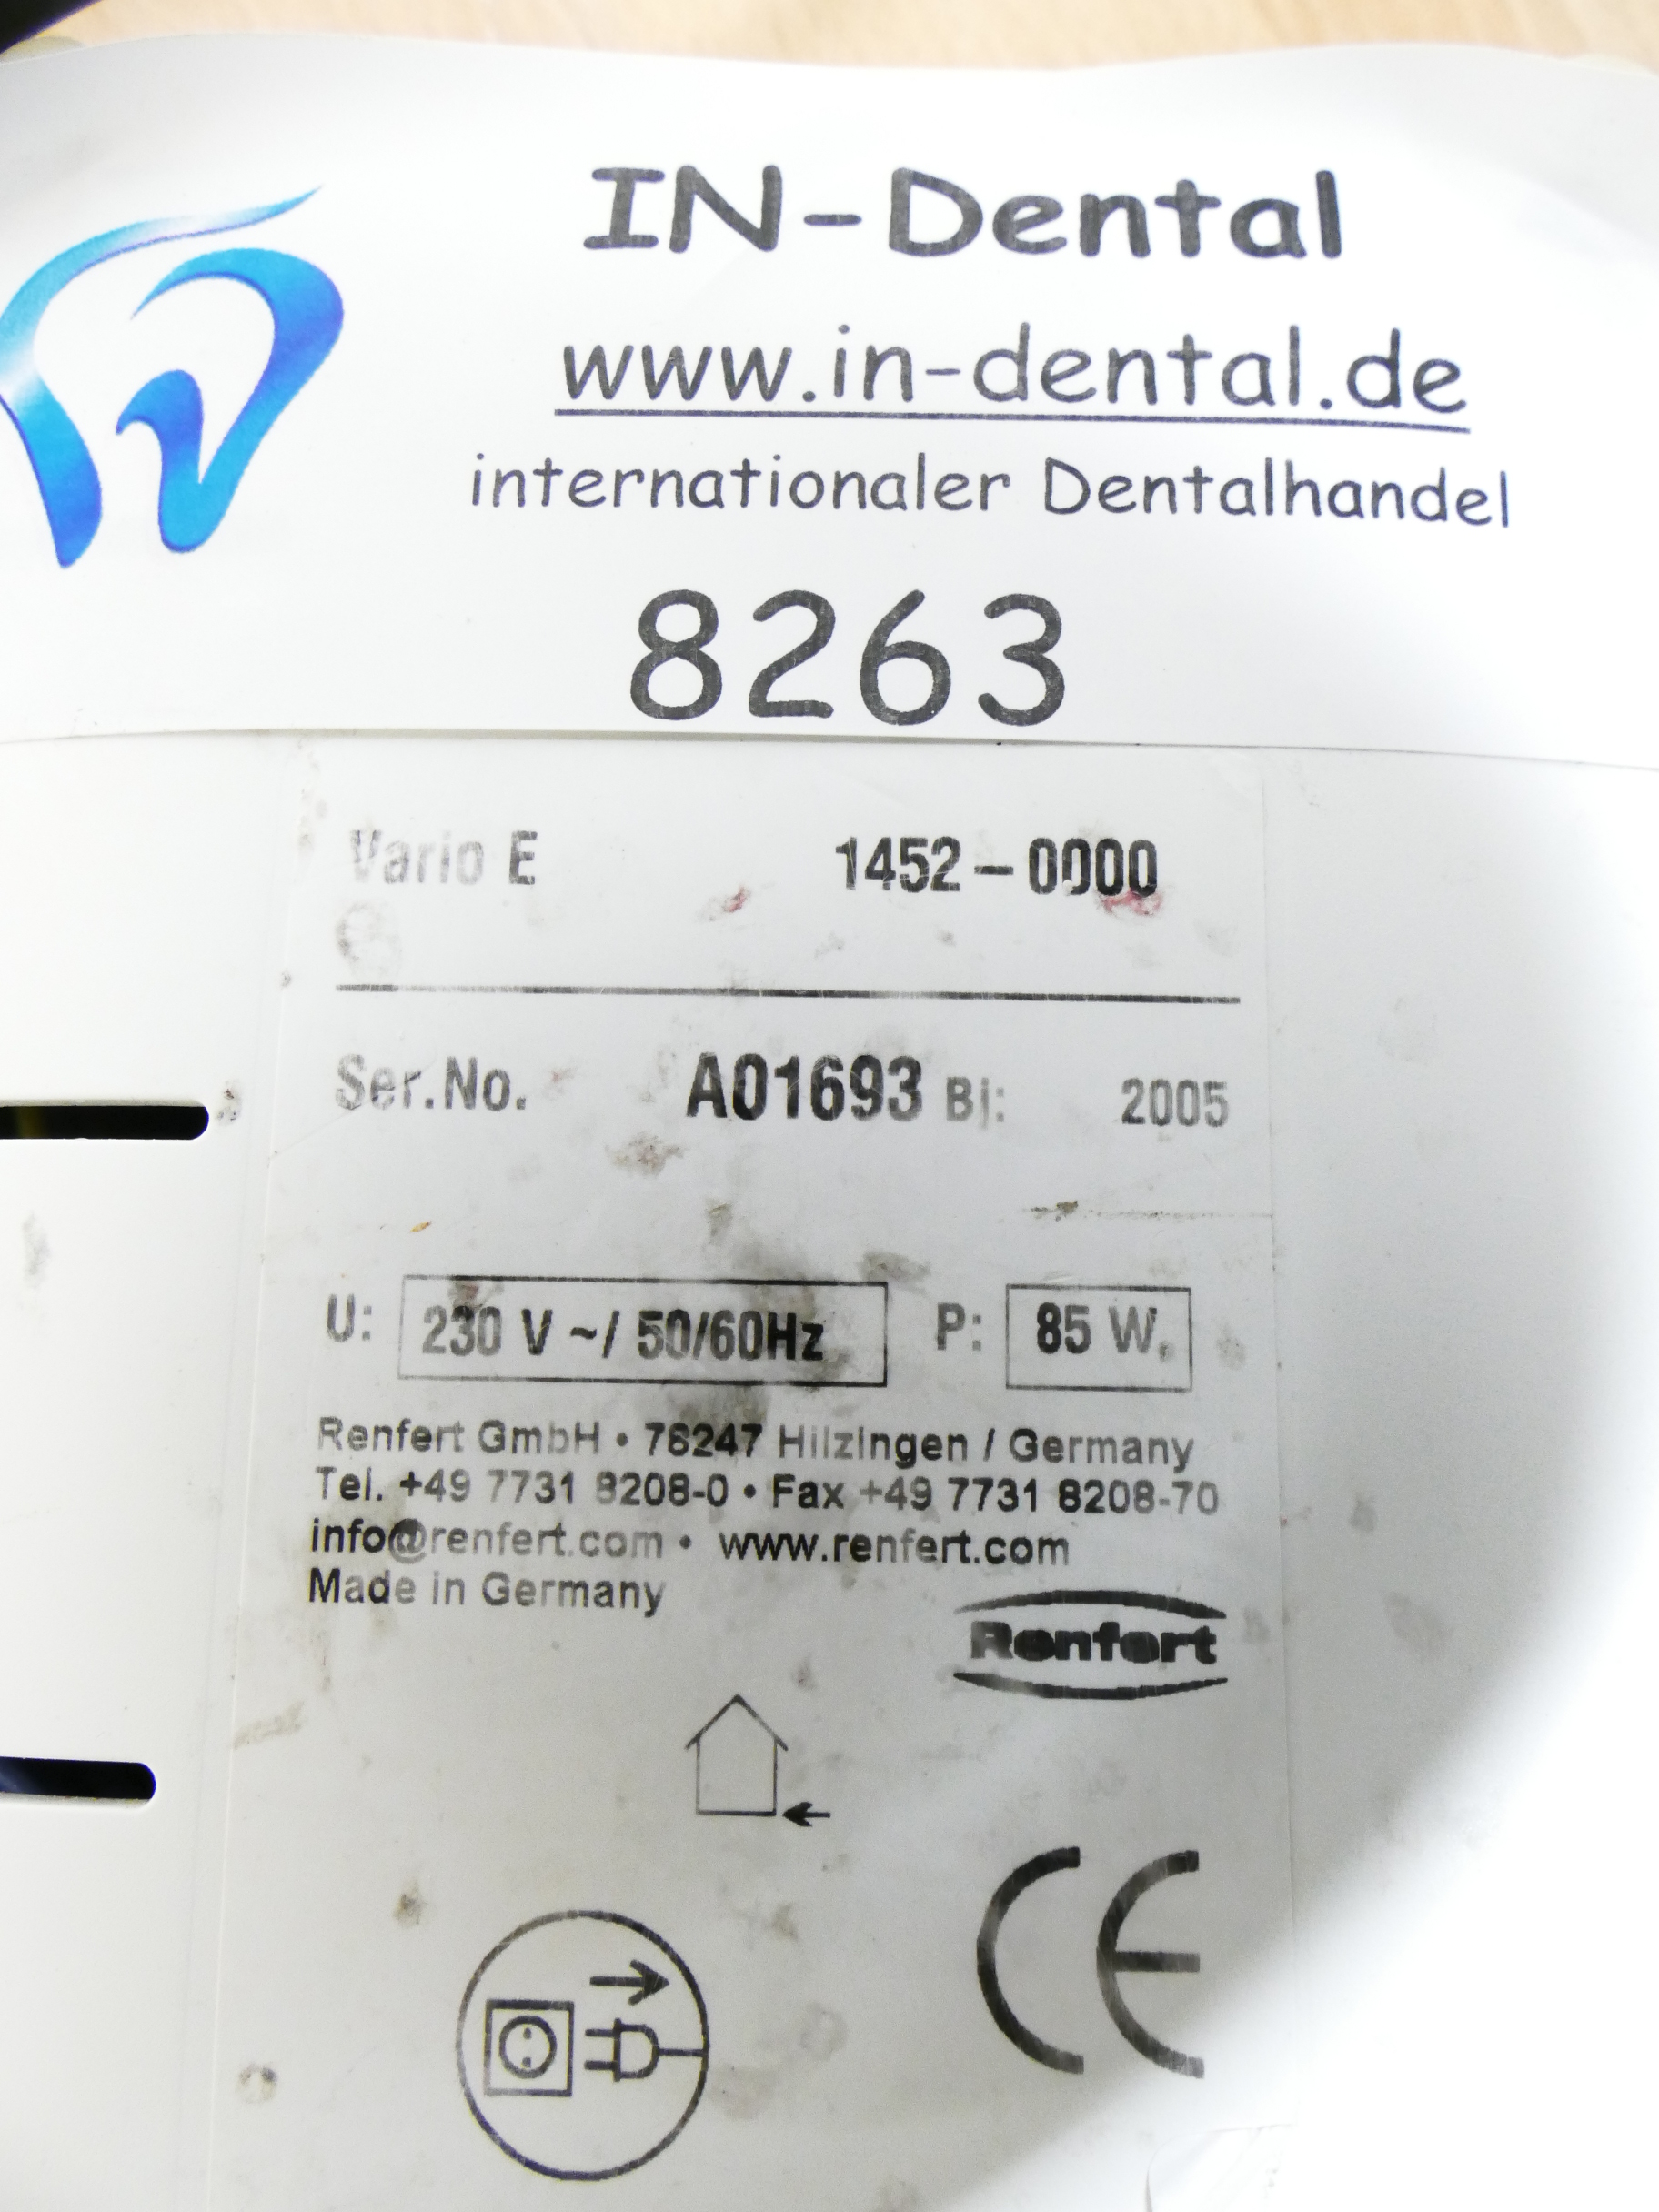 IN-Dental
www.in-dental.de
internationaler Dentalhandel
8263
Vario E 1452-0000
Ser.No. A01693 Bj: 2005
U: 230 V ~/ 50/60Hz P: 85 W.
Renfert GmbH • 78247 Hilzingen / Germany
Tel. +49 7731 8208-0 • Fax +49 7731 8208-70
info@renfert.com • www.renfert.com
Made in Germany
Renfert
CE